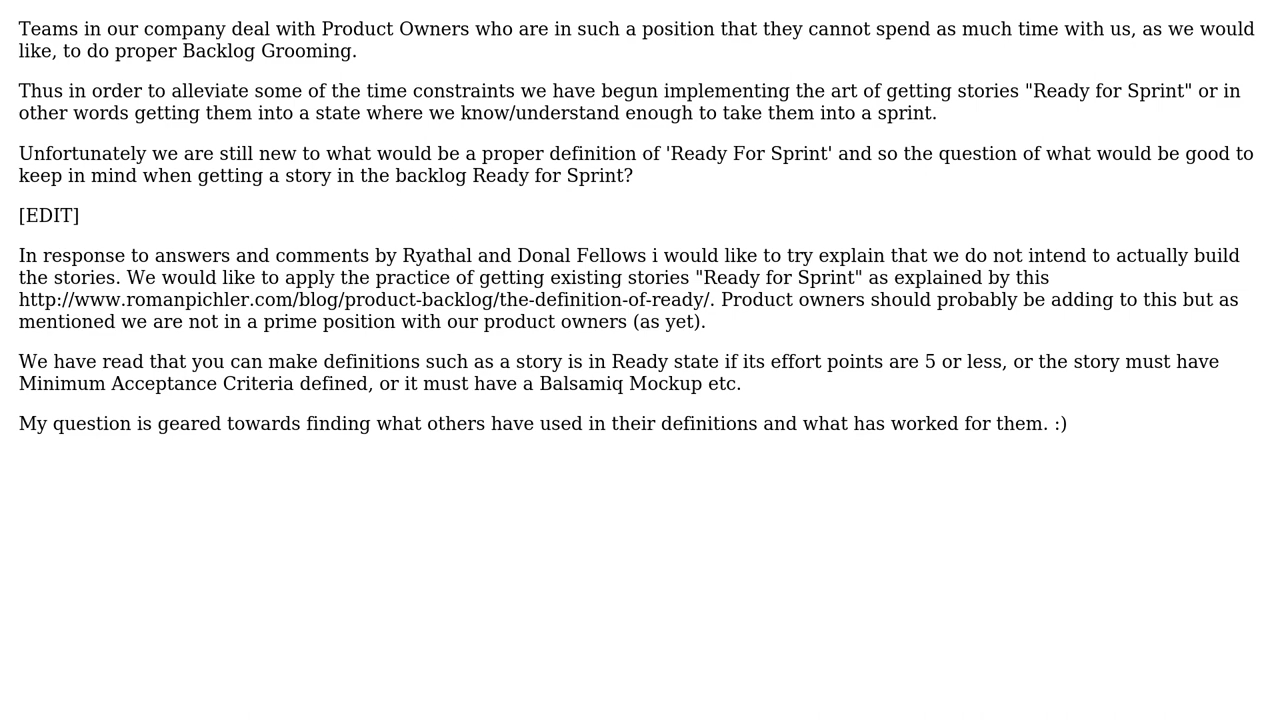 Teams in our company deal with Product Owners who are in such a position that they cannot spend as much time with us, as we would
like, to do proper Backlog Grooming.
Thus in order to alleviate some of the time constraints we have begun implementing the art of getting stories "Ready for Sprint" or in
other words getting them into a state where we know/understand enough to take them into a sprint.
Unfortunately we are still new to what would be a proper definition of 'Ready For Sprint' and so the question of what would be good to
keep in mind when getting a story in the backlog Ready for Sprint?
[EDIT]
In response to answers and comments by Ryathal and Donal Fellows i would like to try explain that we do not intend to actually build
the stories. We would like to apply the practice of getting existing stories "Ready for Sprint" as explained by this
http://www.romanpichler.com/blog/product-backlog/the-definition-of-ready/. Product owners should probably be adding to this but as
mentioned we are not in a prime position with our product owners (as yet).
We have read that you can make definitions such as a story is in Ready state if its effort points are 5 or less, or the story must have
Minimum Acceptance Criteria defined, or it must have a Balsamiq Mockup etc.
My question is geared towards finding what others have used in their definitions and what has worked for them. :)